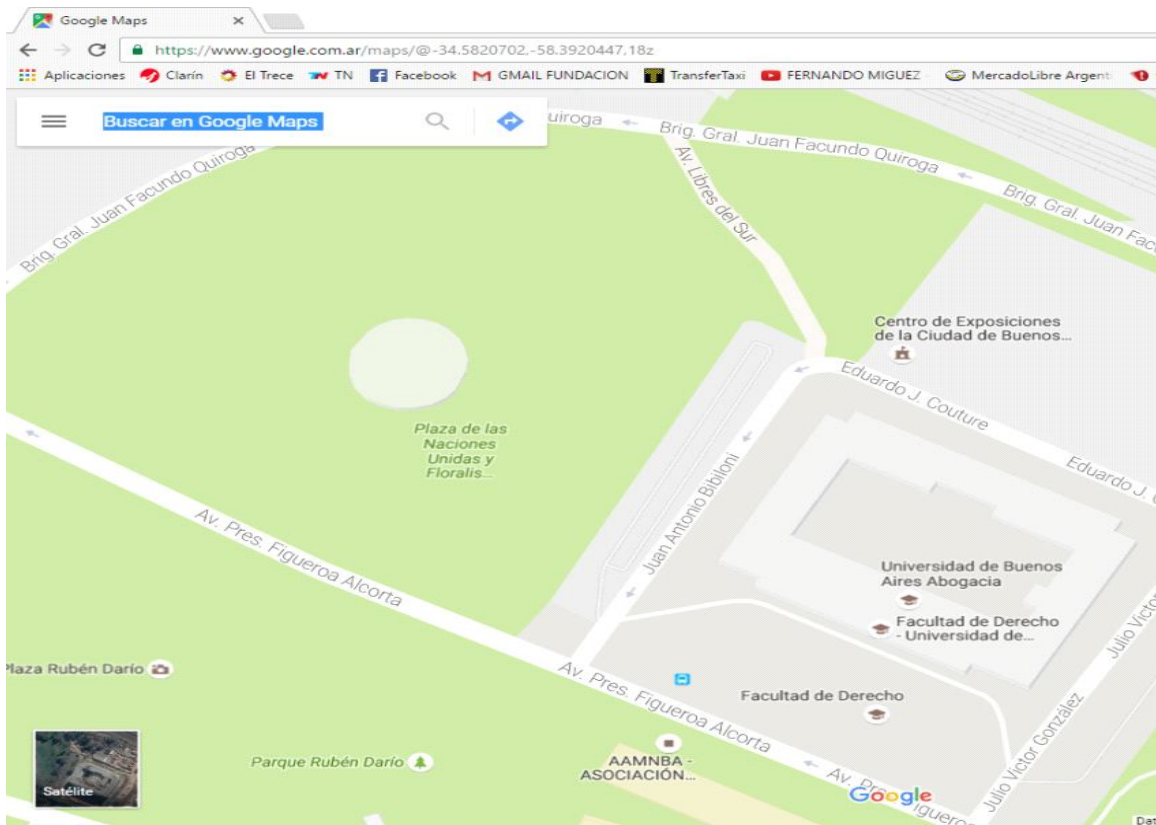 Google Maps
https://www.google.com.ar/maps/@-34.5820702,-58.3920447,18z
Aplicaciones Clarín El Trece TN Facebook GMAIL FUNDACION TransferTaxi FERNANDO MIGUEZ MercadoLibre Argent
Buscar en Google Maps
uiroga
Brig. Gral. Juan Facundo Quiroga
Brig. Gral. Juan Fac
Brig. Gral. Juan Facundo Quiroga
Av. Libres del Sur
Centro de Exposiciones
de la Ciudad de Buenos...
Eduardo J. Couture
Eduardo J.
Plaza de las
Naciones
Unidas y
Floralis...
Juan Antonio Bibiloni
Av. Pres. Figueroa Alcorta
Universidad de Buenos
Aires Abogacia
Facultad de Derecho
- Universidad de...
Julio Victor
Plaza Rubén Darío
Av. Pres. Figueroa Alcorta
Facultad de Derecho
Julio Victor González
Parque Rubén Darío
AAMNBA -
ASOCIACIÓN...
Satélite
Google
Av. Pres. Figuero
Dat